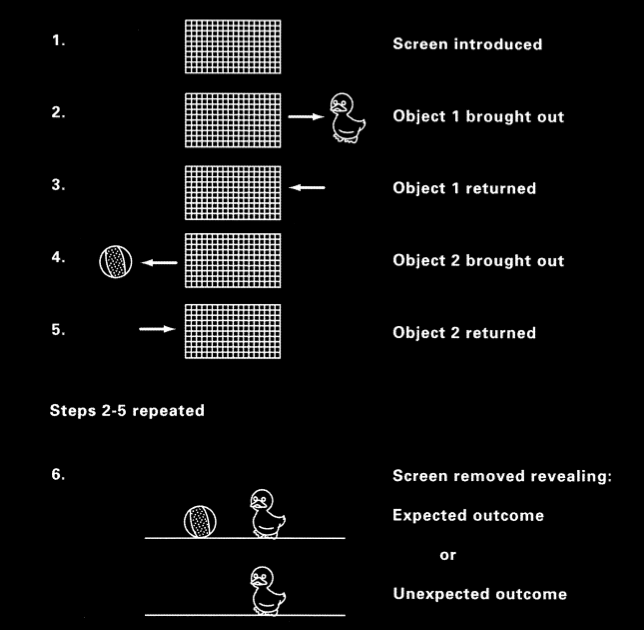 1. Screen introduced
2. Object 1 brought out
3. Object 1 returned
4. Object 2 brought out
5. Object 2 returned
Steps 2-5 repeated
6. Screen removed revealing:
Expected outcome
or
Unexpected outcome